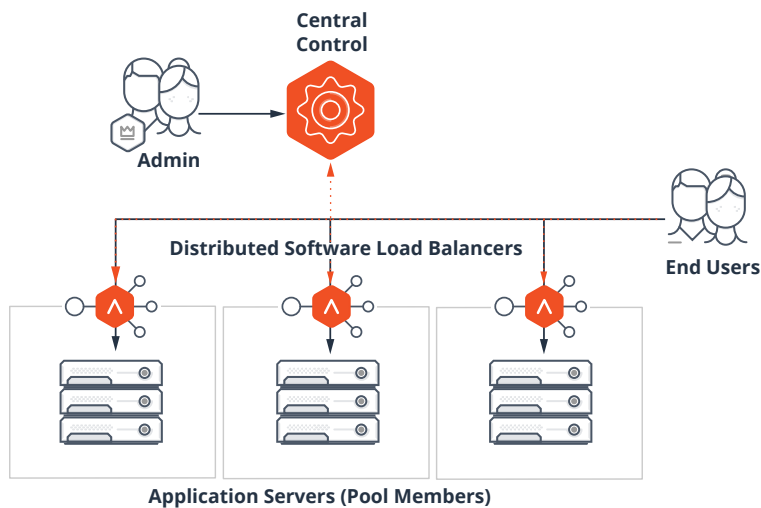 Central
Control
Admin
Distributed Software Load Balancers
End Users
Application Servers (Pool Members)